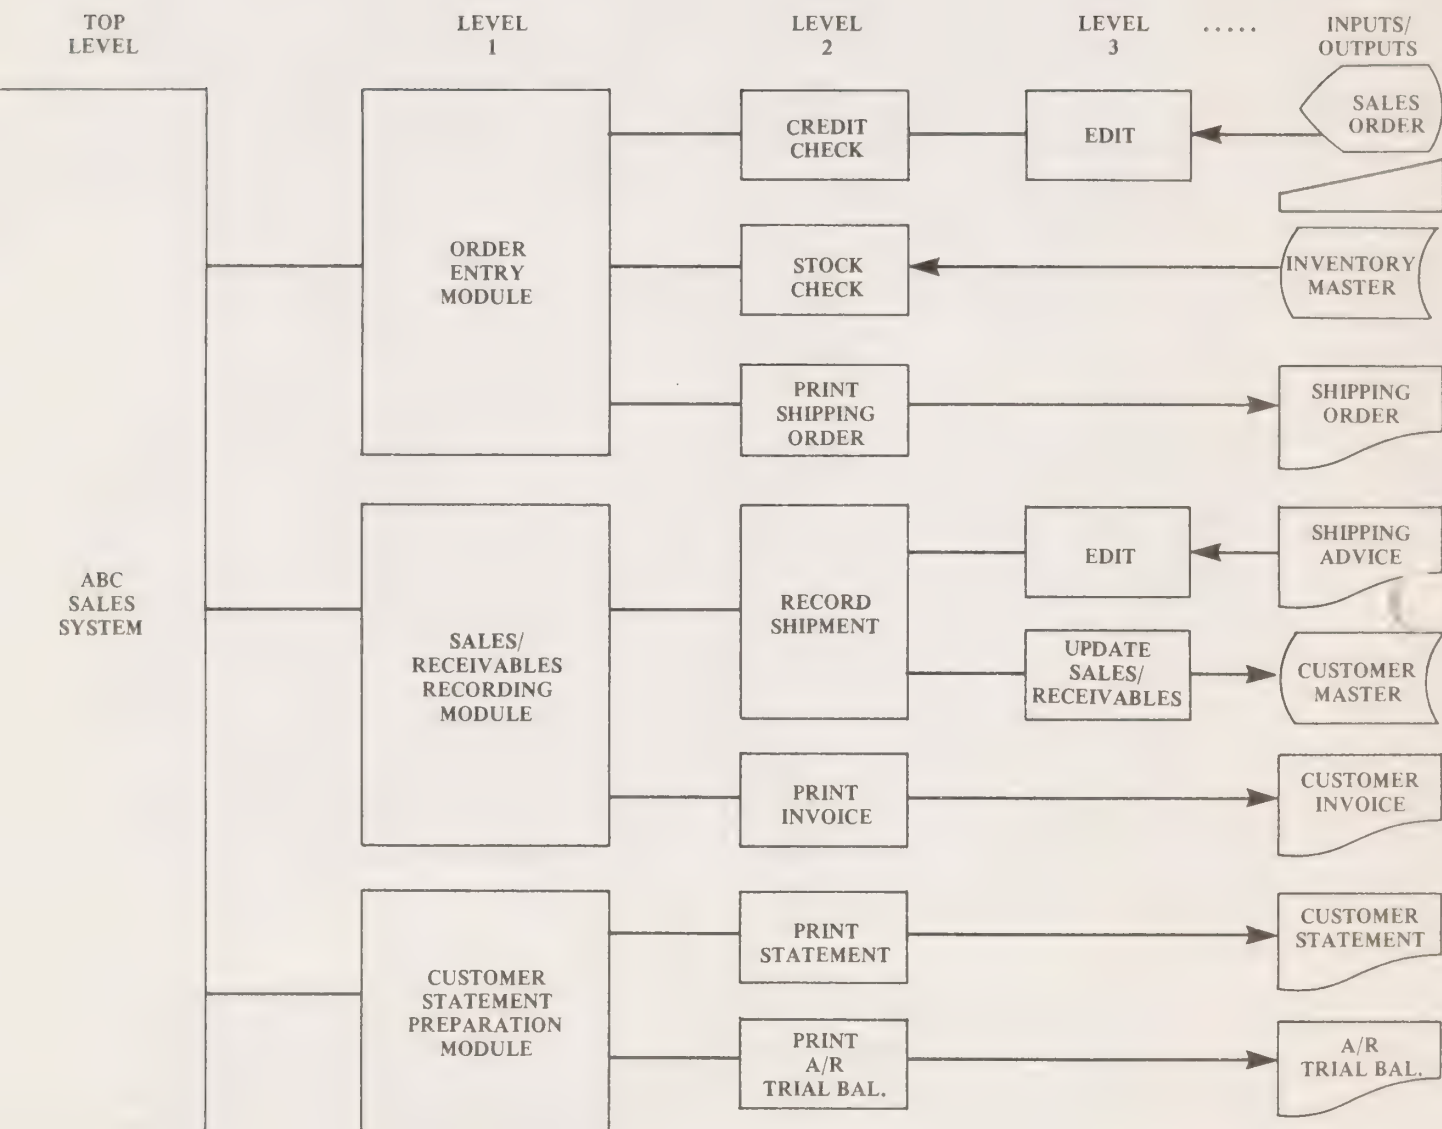 TOP
LEVEL
LEVEL
1
LEVEL
2
LEVEL
3
.....
INPUTS/
OUTPUTS
ABC
SALES
SYSTEM
ORDER
ENTRY
MODULE
CREDIT
CHECK
EDIT
SALES
ORDER
STOCK
CHECK
INVENTORY
MASTER
PRINT
SHIPPING
ORDER
SHIPPING
ORDER
SALES/
RECEIVABLES
RECORDING
MODULE
RECORD
SHIPMENT
EDIT
SHIPPING
ADVICE
UPDATE
SALES/
RECEIVABLES
CUSTOMER
MASTER
PRINT
INVOICE
CUSTOMER
INVOICE
CUSTOMER
STATEMENT
PREPARATION
MODULE
PRINT
STATEMENT
CUSTOMER
STATEMENT
PRINT
A/R
TRIAL BAL.
A/R
TRIAL BAL.